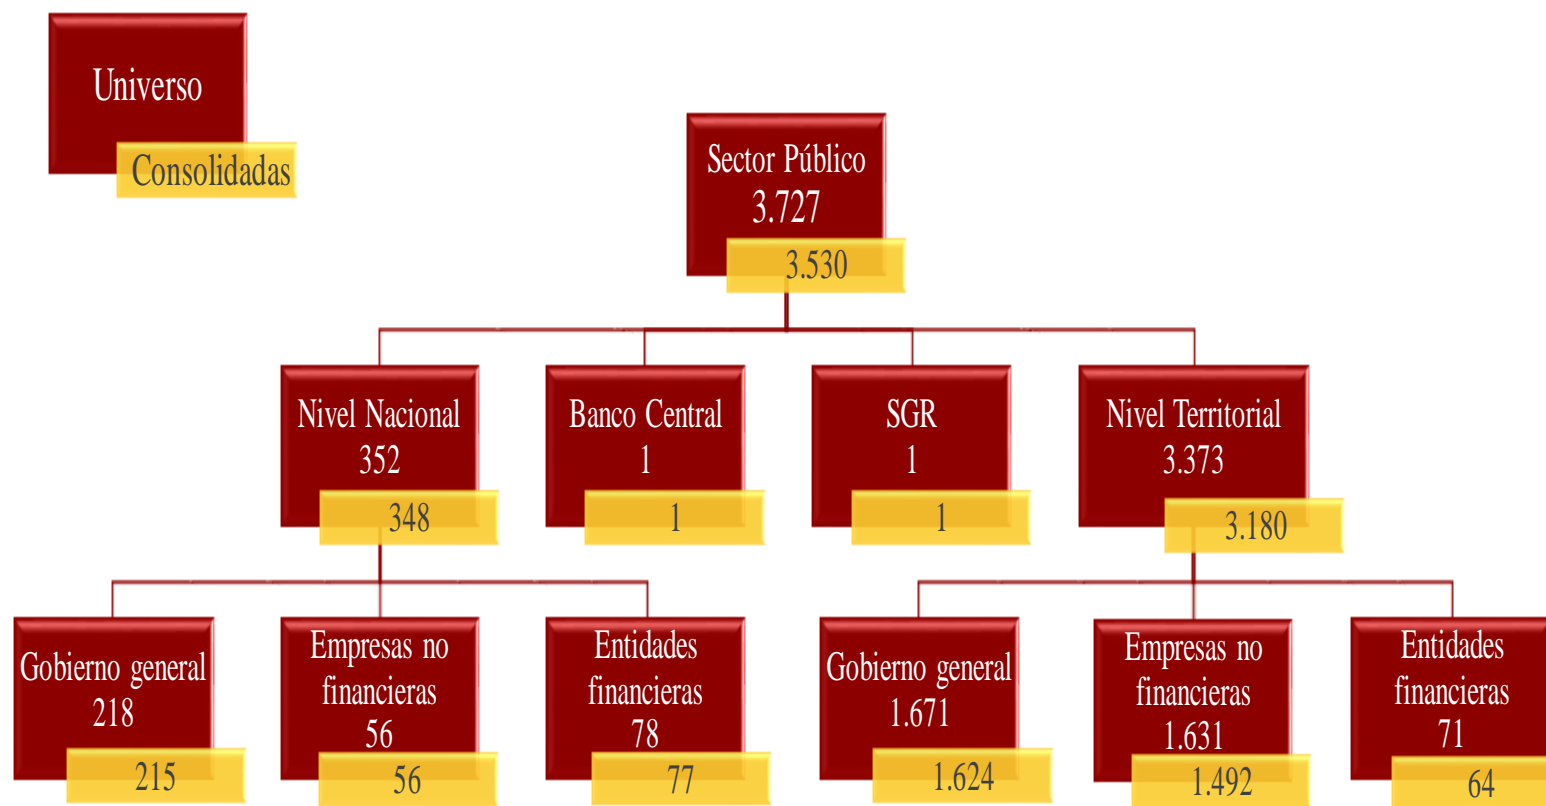 Universo
Consolidadas
Sector Público
3.727
3.530
Nivel Nacional
352
348
Banco Central
1
1
SGR
1
1
Nivel Territorial
3.373
3.180
Gobierno general
218
215
Empresas no
financieras
56
56
Entidades
financieras
78
77
Gobierno general
1.671
1.624
Empresas no
financieras
1.631
1.492
Entidades
financieras
71
64